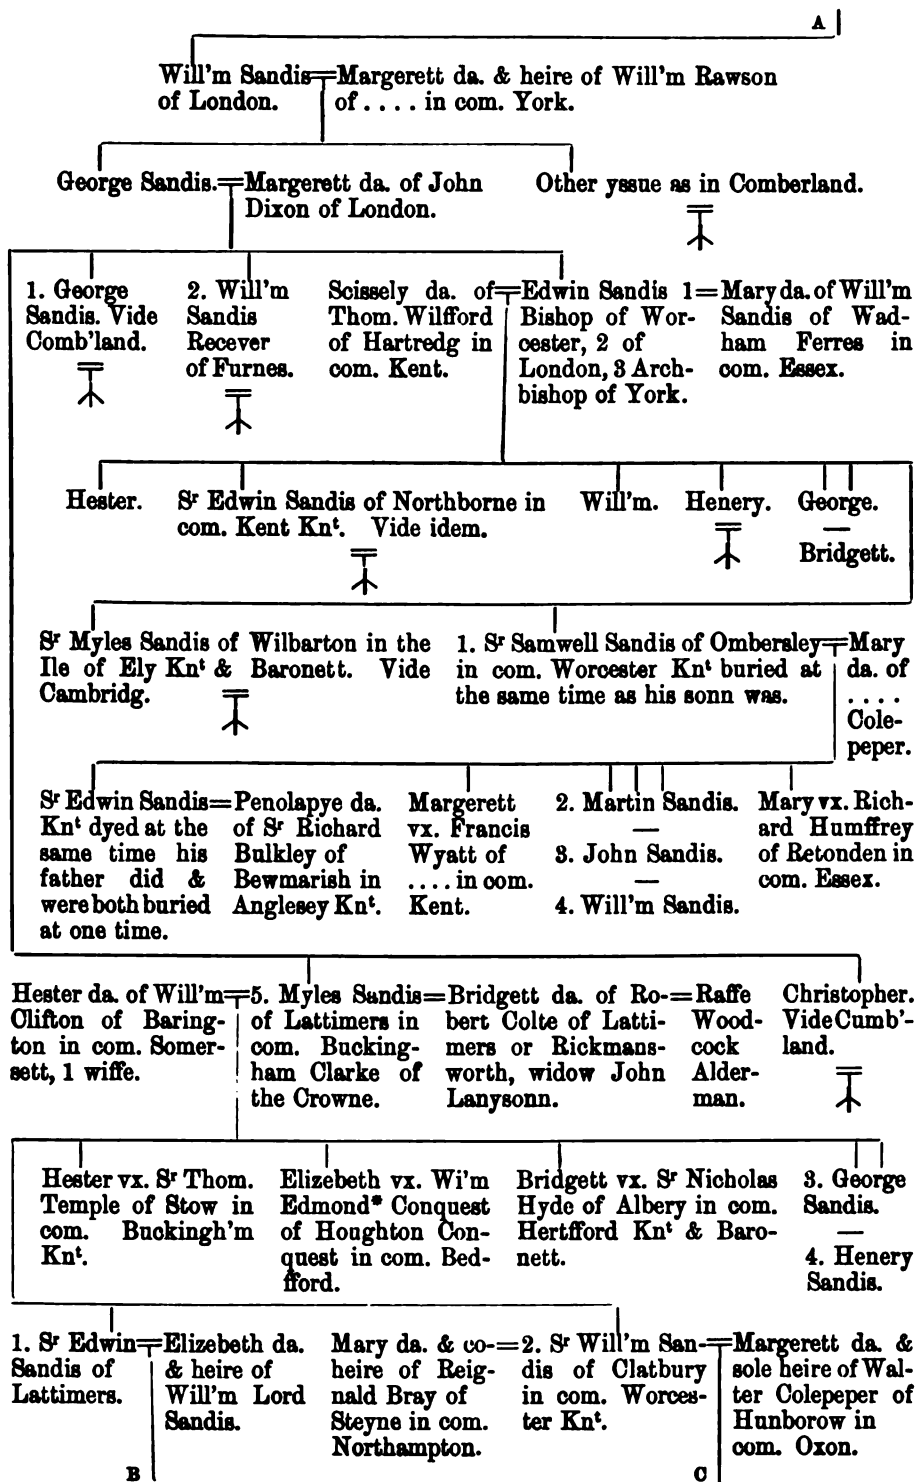 A
Will'm Sandis=Margerett da. & heire of Will'm Rawson
of London. of .... in com. York.
George Sandis.=Margerett da. of John
Dixon of London.
Other yssue as in Comberland.
1. George
Sandis. Vide
Comb'land.
2. Will'm
Sandis
Recever
of Furnes.
Scissely da. of
Thom. Wilfford
of Hartredg in
com. Kent.
=Edwin Sandis 1=
Bishop of Wor-
cester, 2 of
London, 3 Arch-
bishop of York.
Mary da. of Will'm
Sandis of Wad-
ham Ferres in
com. Essex.
Hester.
Sr Edwin Sandis of Northborne in
com. Kent Knt. Vide idem.
Will'm.
Henery.
George.
—
Bridgett.
Sr Myles Sandis of Wilbarton in the
Ile of Ely Knt & Baronett. Vide
Cambridg.
1. Sr Samwell Sandis of Ombersley=
in com. Worcester Knt buried at
the same time as his sonn was.
Mary
da. of
....
Cole-
peper.
Sr Edwin Sandis=
Knt dyed at the
same time his
father did &
were both buried
at one time.
Penolapye da.
of Sr Richard
Bulkley of
Bewmarish in
Anglesey Knt.
Margerett
vx. Francis
Wyatt of
.... in com.
Kent.
2. Martin Sandis.
—
3. John Sandis.
—
4. Will'm Sandis.
Mary vx. Rich-
ard Humffrey
of Retonden in
com. Essex.
Hester da. of Will'm=
Clifton of Baring-
ton in com. Somer-
sett, 1 wiffe.
5. Myles Sandis=
of Lattimers in
com. Bucking-
ham Clarke of
the Crowne.
Bridgett da. of Ro-=
bert Colte of Latti-
mers or Rickmans-
worth, widow John
Lanysonn.
Raffe
Wood-
cock
Alder-
man.
Christopher.
Vide Cumb'-
land.
Hester vx. Sr Thom.
Temple of Stow in
com. Buckingh'm
Knt.
Elizebeth vx. Wi'm
Edmond* Conquest
of Houghton Con-
quest in com. Bed-
fford.
Bridgett vx. Sr Nicholas
Hyde of Albery in com.
Hertfford Knt & Baro-
nett.
3. George
Sandis.
—
4. Henery
Sandis.
1. Sr Edwin=
Sandis of
Lattimers.
Elizebeth da.
& heire of
Will'm Lord
Sandis.
Mary da. & co-=
heire of Reig-
nald Bray of
Steyne in com.
Northampton.
2. Sr Will'm San-=
dis of Clatbury
in com. Worces-
ter Knt.
Margerett da. &
sole heire of Wal-
ter Colepeper of
Hunborow in
com. Oxon.
B
C